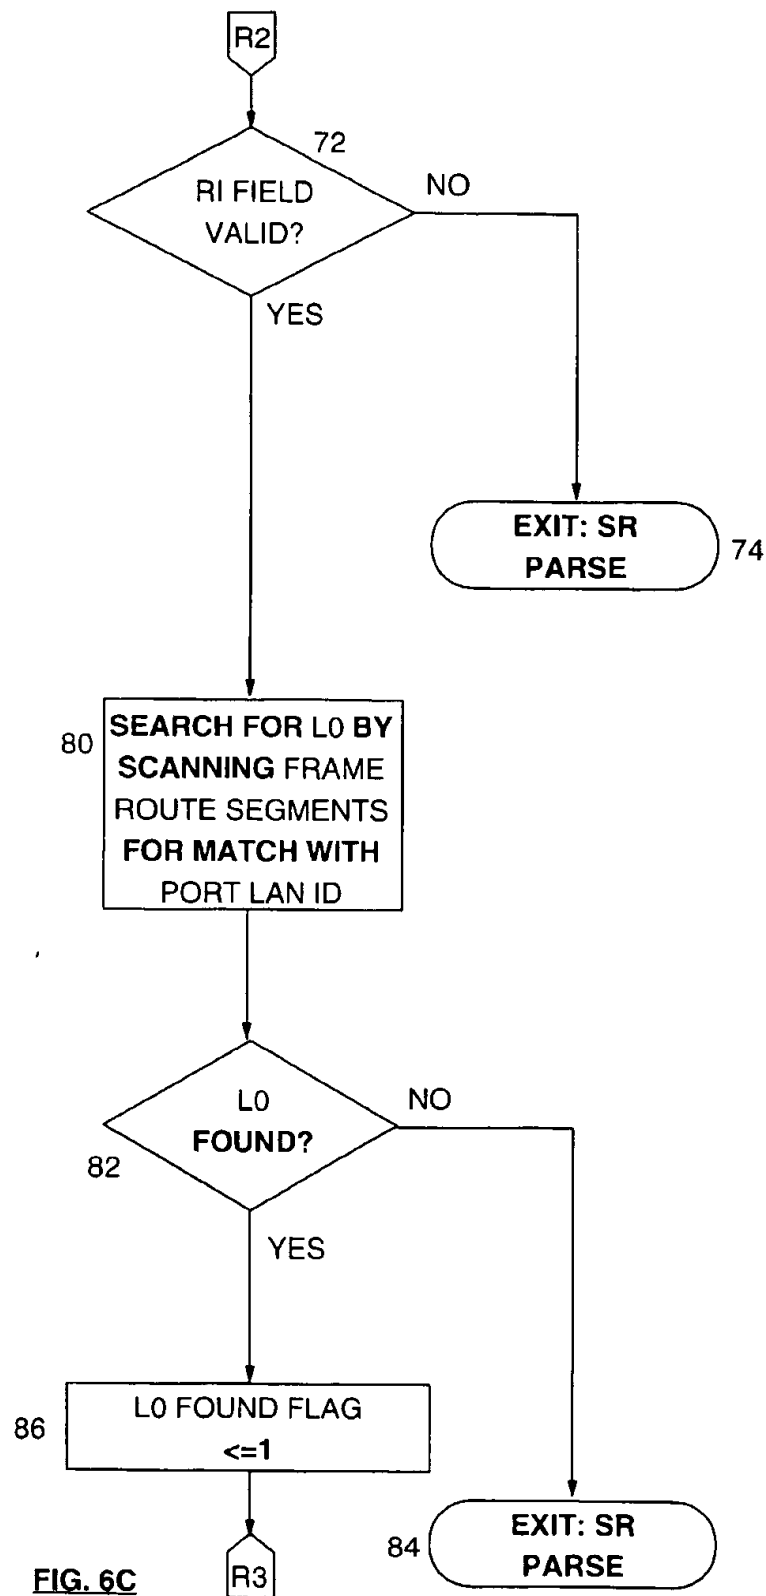 R2
72
RI FIELD
VALID?
NO
YES
EXIT: SR
PARSE
74
80
SEARCH FOR L0 BY
SCANNING FRAME
ROUTE SEGMENTS
FOR MATCH WITH
PORT LAN ID
L0
FOUND?
NO
82
YES
86
L0 FOUND FLAG
<=1
84
EXIT: SR
PARSE
R3
FIG. 6C